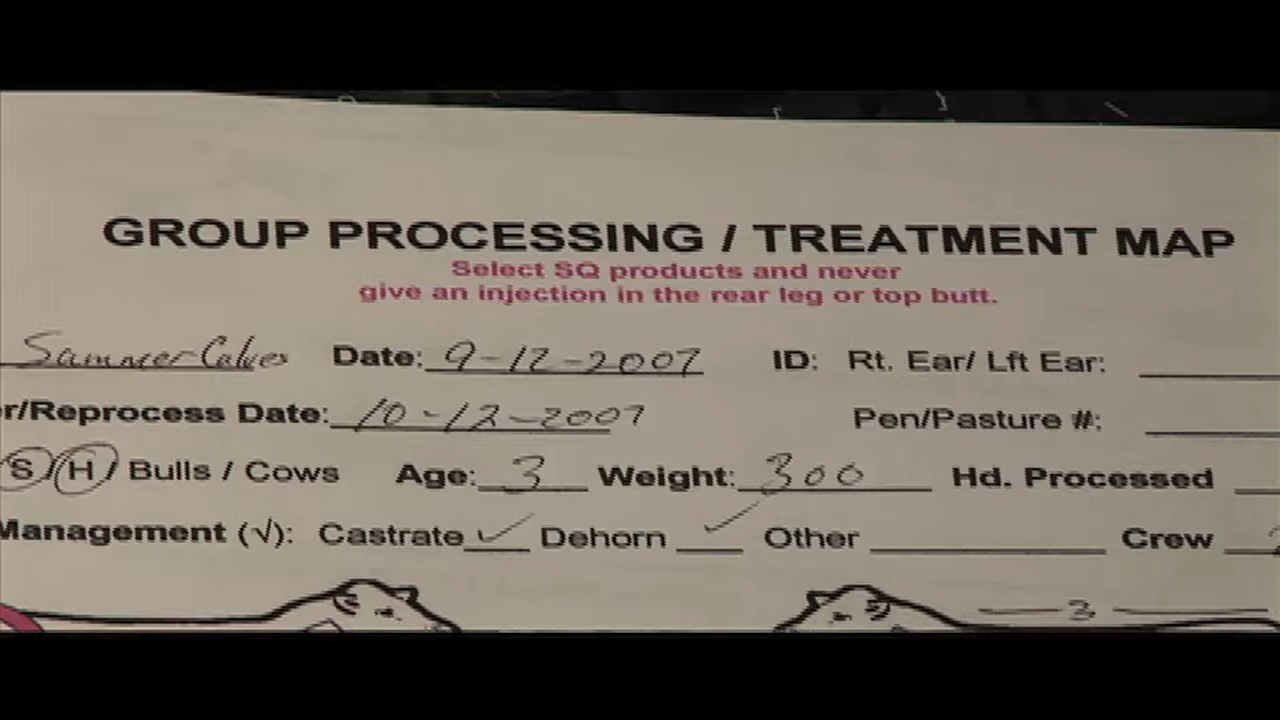 GROUP PROCESSING / TREATMENT MAP
Select SQ products and never
give an injection in the rear leg or top butt.
Summer Calves Date: 9-12-2007 ID: Rt. Ear/ Lft Ear:
r/Reprocess Date: 10-12-2007 Pen/Pasture #:
S / H / Bulls / Cows Age: 3 Weight: 300 Hd. Processed
Management (√): Castrate ✓ Dehorn ✓ Other Crew
3